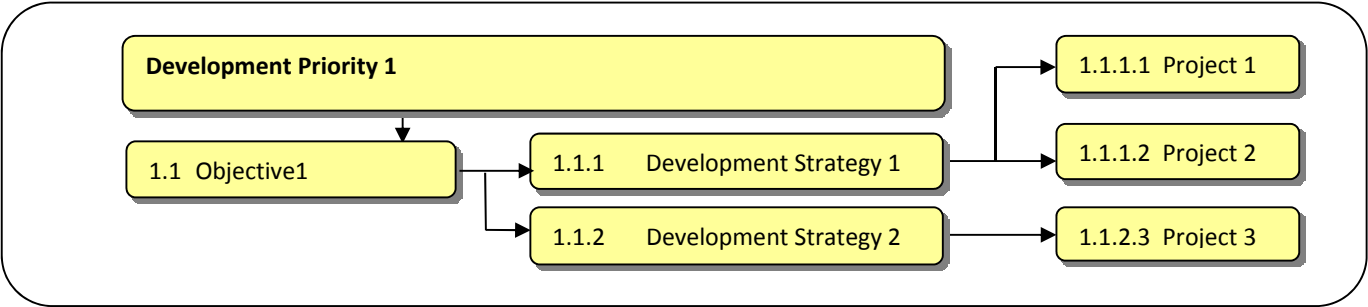 Development Priority 1
1.1 Objective1
1.1.1 Development Strategy 1
1.1.2 Development Strategy 2
1.1.1.1 Project 1
1.1.1.2 Project 2
1.1.2.3 Project 3